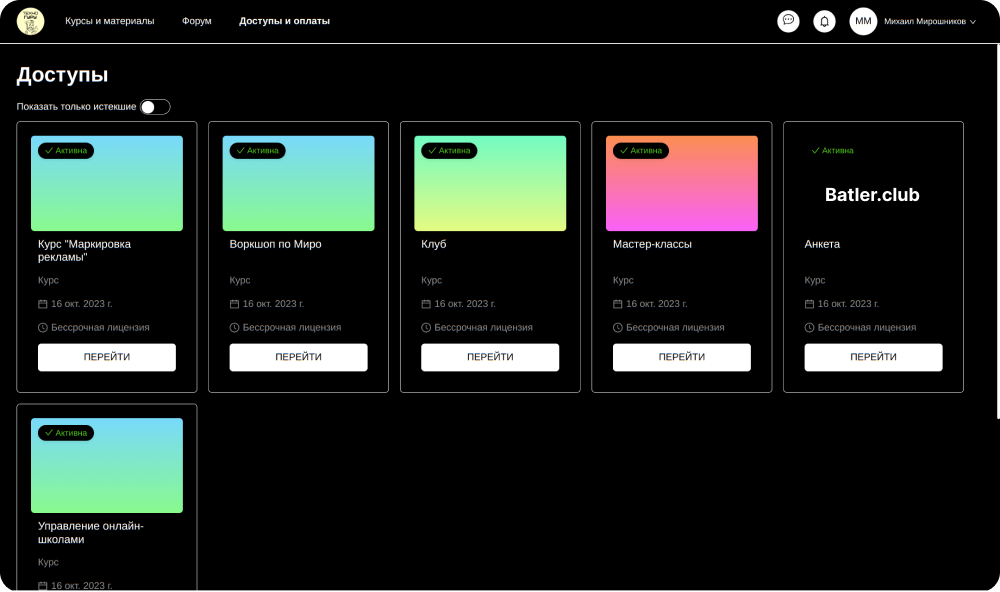 ТЕХНО
ГУРУ
Курсы и материалы
Форум
Доступы и оплаты
ММ
Михаил Мирошников
Доступы
Показать только истекшие
Активна
Курс "Маркировка
рекламы"
Курс
16 окт. 2023 г.
Бессрочная лицензия
ПЕРЕЙТИ
Активна
Воркшоп по Миро
Курс
16 окт. 2023 г.
Бессрочная лицензия
ПЕРЕЙТИ
Активна
Клуб
Курс
16 окт. 2023 г.
Бессрочная лицензия
ПЕРЕЙТИ
Активна
Мастер-классы
Курс
16 окт. 2023 г.
Бессрочная лицензия
ПЕРЕЙТИ
Активна
Batler.club
Анкета
Курс
16 окт. 2023 г.
Бессрочная лицензия
ПЕРЕЙТИ
Активна
Управление онлайн-
школами
Курс
16 окт. 2023 г.